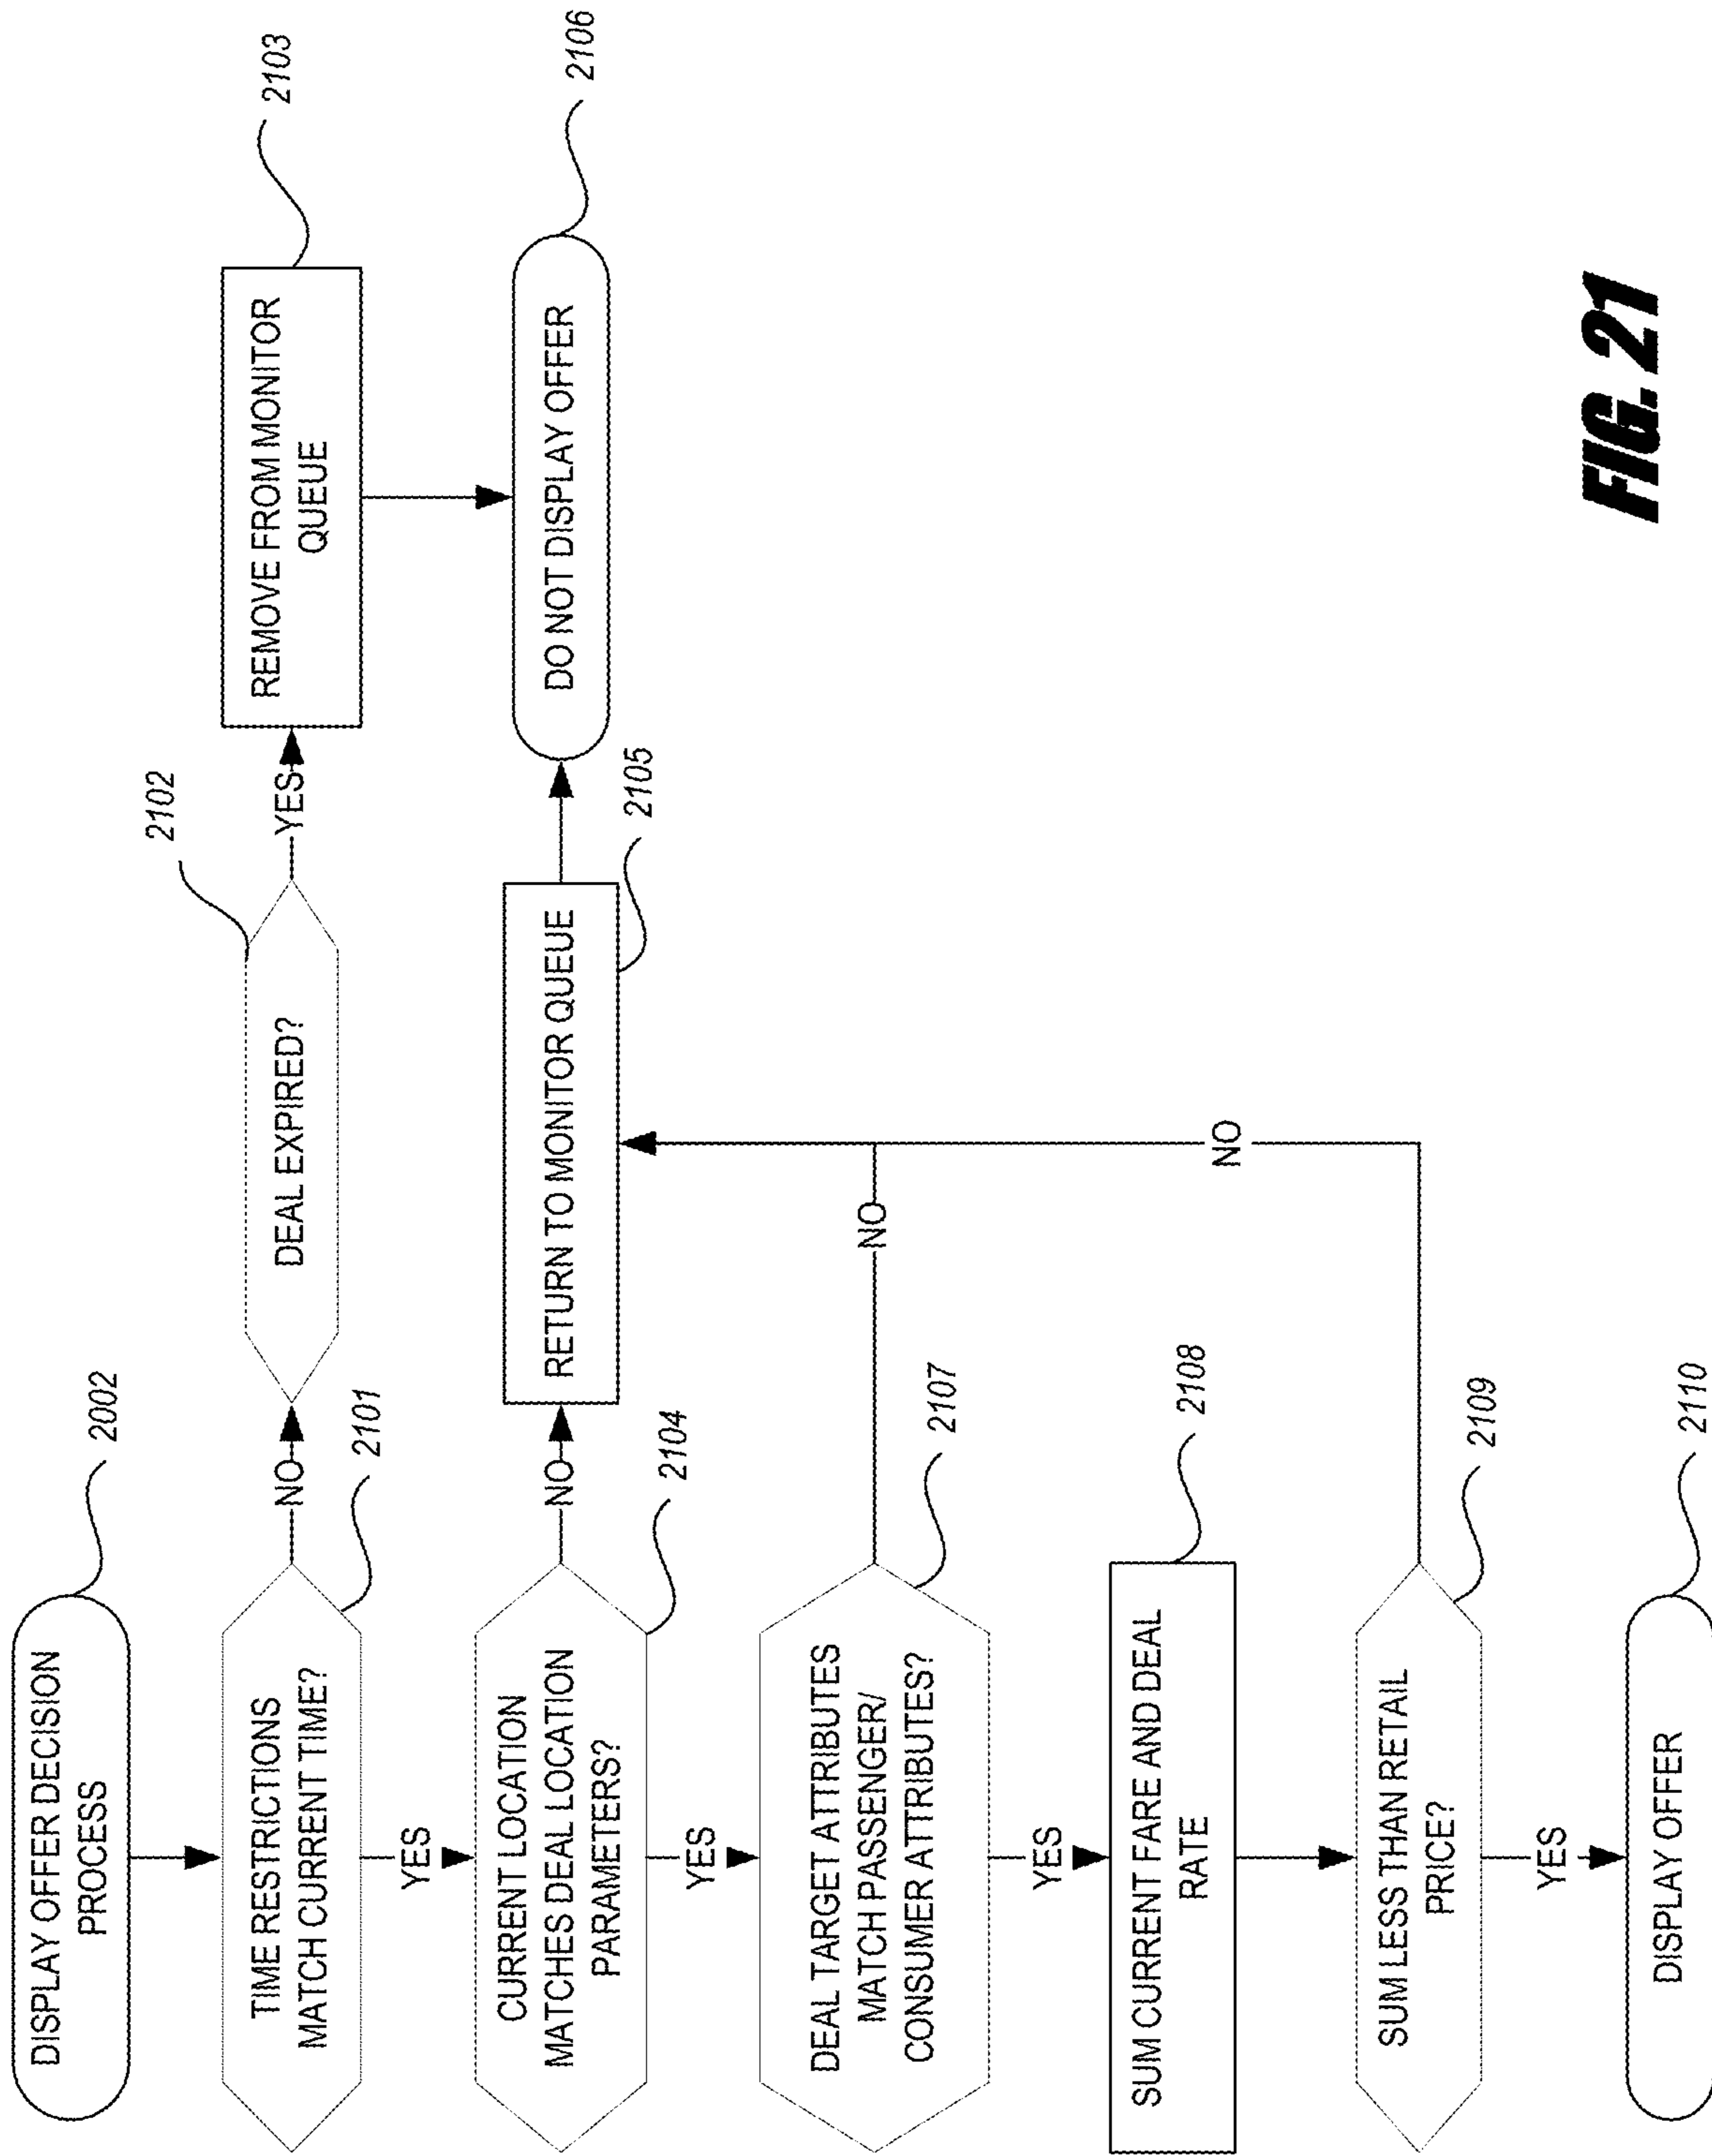 DISPLAY OFFER DECISION
PROCESS
2002
TIME RESTRICTIONS
MATCH CURRENT TIME?
2101
NO
DEAL EXPIRED?
2102
YES
REMOVE FROM MONITOR
QUEUE
2103
YES
CURRENT LOCATION
MATCHES DEAL LOCATION
PARAMETERS?
2104
NO
RETURN TO MONITOR QUEUE
2105
DO NOT DISPLAY OFFER
2106
YES
DEAL TARGET ATTRIBUTES
MATCH PASSENGER/
CONSUMER ATTRIBUTES?
2107
NO
YES
SUM CURRENT FARE AND DEAL
RATE
2108
SUM LESS THAN RETAIL
PRICE?
2109
NO
YES
DISPLAY OFFER
2110
FIG. 21